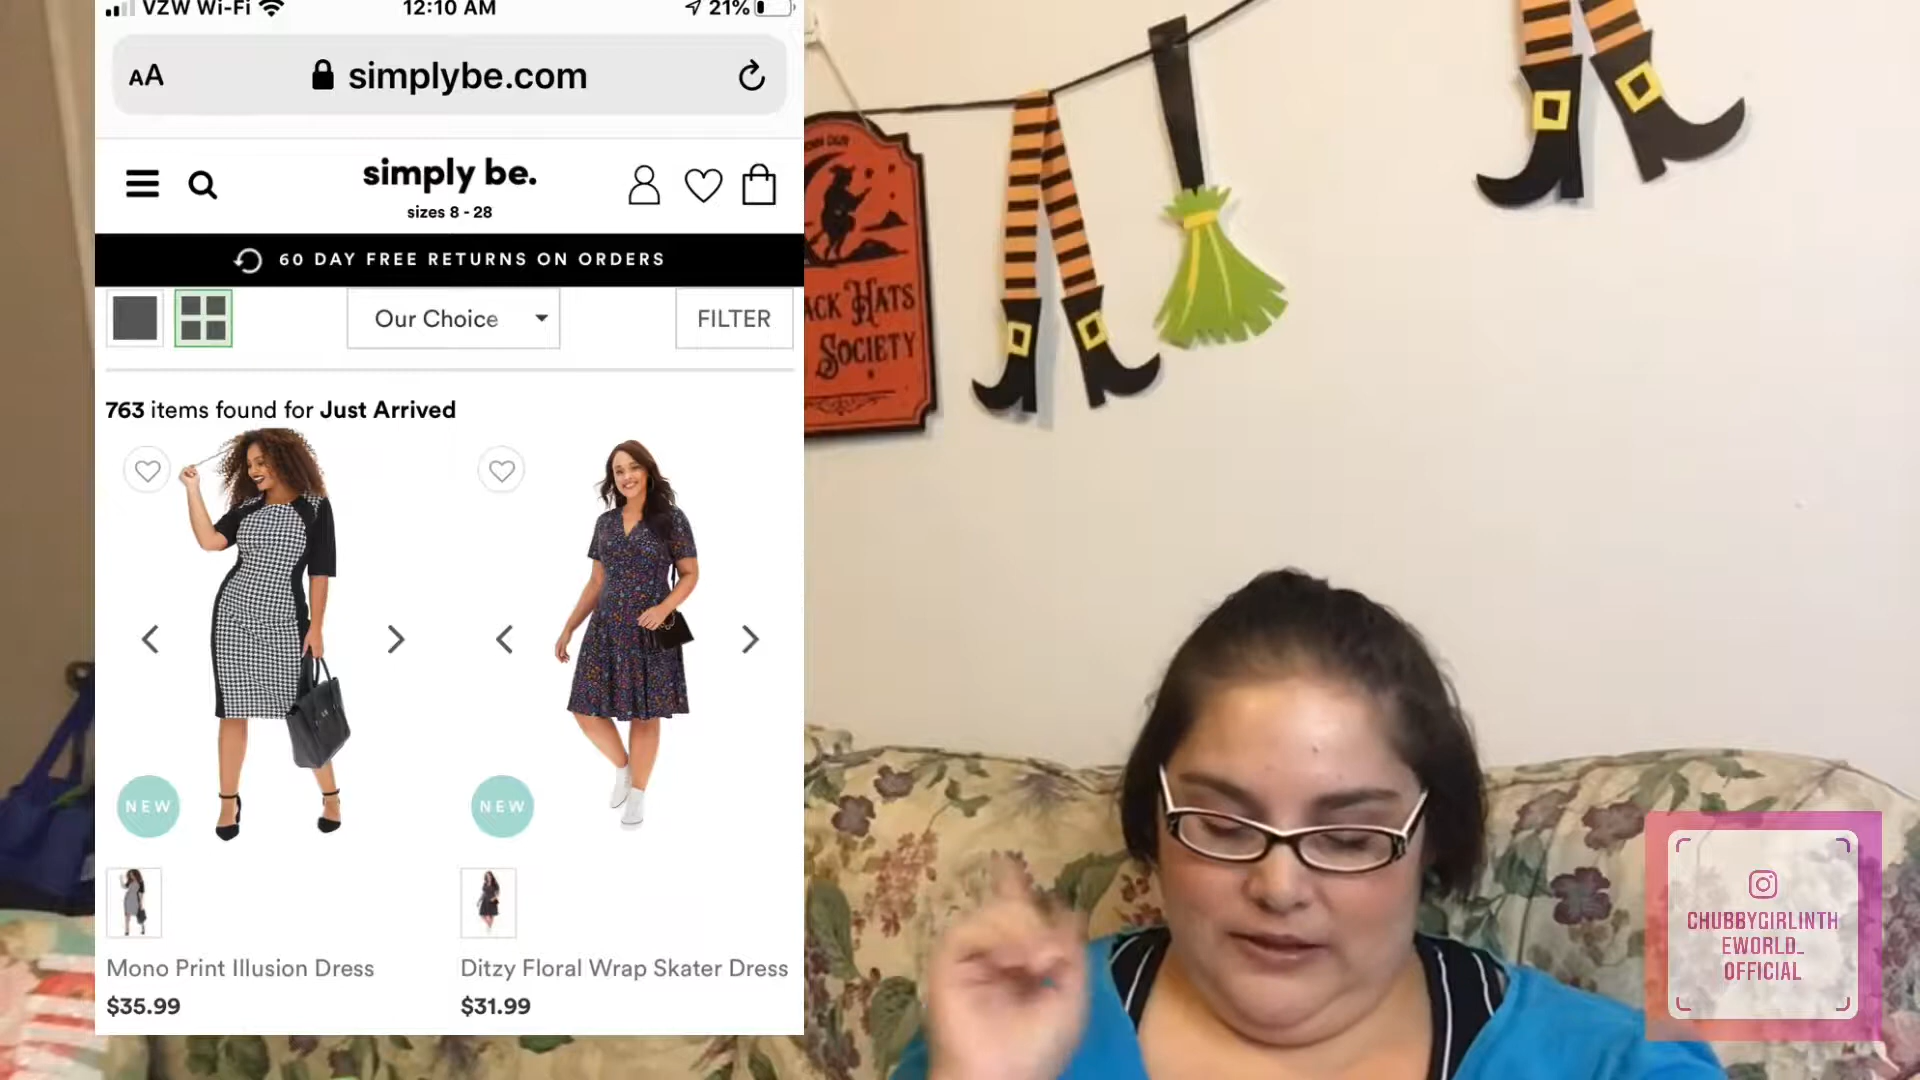 VZW Wi-Fi 12:10 AM 21%
AA simplybe.com
simply be.
sizes 8 - 28
60 DAY FREE RETURNS ON ORDERS
Our Choice FILTER
763 items found for Just Arrived
NEW NEW
Mono Print Illusion Dress Ditzy Floral Wrap Skater Dress
$35.99 $31.99
HATS
SOCIETY
CHUBBYGIRLINTH
EWORLD_
OFFICIAL